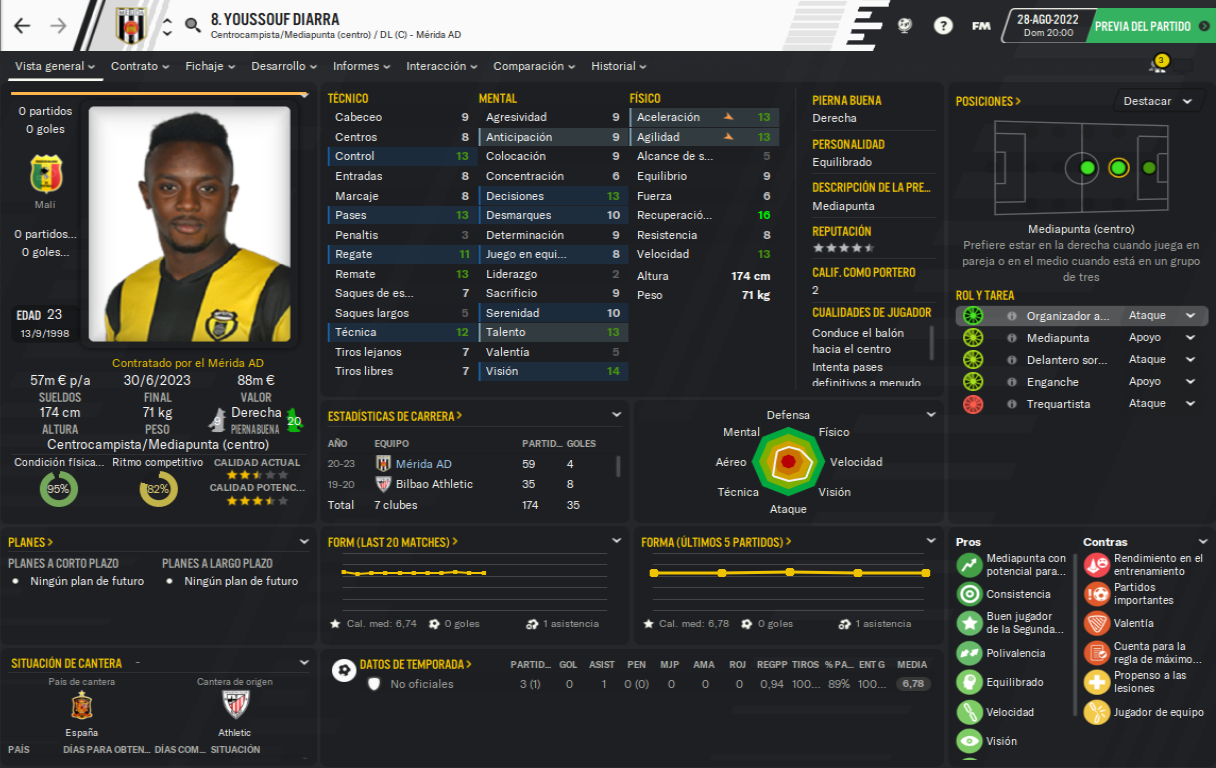 8. YOUSSOUF DIARRA
Centrocampista/Mediapunta (centro) / DL (C) - Mérida AD
FM
28-AGO-2022
Dom 20:00
PREVIA DEL PARTIDO
Vista general
Contrato
Fichaje
Desarrollo
Informes
Interacción
Comparación
Historial
3
0 partidos
0 goles
Malí
0 partidos...
0 goles...
EDAD 23
13/9/1998
Contratado por el Mérida AD
57m € p/a
SUELDOS
30/6/2023
FINAL
88m €
VALOR
174 cm
ALTURA
71 kg
PESO
9
Derecha
PIERNA BUENA
20
Centrocampista/Mediapunta (centro)
Condición física...
95%
Ritmo competitivo
82%
CALIDAD ACTUAL
CALIDAD POTENC...
TÉCNICO
Cabeceo 9
Centros 8
Control 13
Entradas 8
Marcaje 8
Pases 13
Penaltis 3
Regate 11
Remate 13
Saques de es... 7
Saques largos 5
Técnica 12
Tiros lejanos 7
Tiros libres 7
MENTAL
Agresividad 9
Anticipación 9
Colocación 9
Concentración 6
Decisiones 13
Desmarques 10
Determinación 9
Juego en equi... 8
Liderazgo 2
Sacrificio 9
Serenidad 10
Talento 13
Valentía 5
Visión 14
FÍSICO
Aceleración 13
Agilidad 13
Alcance de s... 5
Equilibrio 9
Fuerza 6
Recuperació... 16
Resistencia 8
Velocidad 13
Altura 174 cm
Peso 71 kg
PIERNA BUENA
Derecha
PERSONALIDAD
Equilibrado
DESCRIPCIÓN DE LA PRE...
Mediapunta
REPUTACIÓN
CALIF. COMO PORTERO
2
CUALIDADES DE JUGADOR
Conduce el balón
hacia el centro
Intenta pases
definitivos a menudo
POSICIONES >
Destacar
Mediapunta (centro)
Prefiere estar en la derecha cuando juega en
pareja o en el medio cuando está en un grupo
de tres
ROL Y TAREA
Organizador a... Ataque
Mediapunta Apoyo
Delantero sor... Ataque
Enganche Apoyo
Trequartista Ataque
ESTADÍSTICAS DE CARRERA >
AÑO EQUIPO PARTID... GOLES
20-23 Mérida AD 59 4
19-20 Bilbao Athletic 35 8
Total 7 clubes 174 35
Defensa
Mental Físico
Aéreo Velocidad
Técnica Visión
Ataque
PLANES >
PLANES A CORTO PLAZO
Ningún plan de futuro
PLANES A LARGO PLAZO
Ningún plan de futuro
FORM (LAST 20 MATCHES) >
Cal. med: 6,74 0 goles 1 asistencia
FORMA (ÚLTIMOS 5 PARTIDOS) >
Cal. med: 6,78 0 goles 1 asistencia
Pros
Mediapunta con
potencial para...
Consistencia
Buen jugador
de la Segunda...
Polivalencia
Equilibrado
Velocidad
Visión
Contras
Rendimiento en el
entrenamiento
Partidos
importantes
Valentía
Cuenta para la
regla de máximo...
Propenso a las
lesiones
Jugador de equipo
SITUACIÓN DE CANTERA -
País de cantera
España
Cantera de origen
Athletic
PAÍS DÍAS PARA OBTEN... DÍAS COM... SITUACIÓN
DATOS DE TEMPORADA >
PARTID... GOL ASIST PEN MJP AMA ROJ REGPP TIROS % PA... ENT G MEDIA
No oficiales 3 (1) 0 1 0 (0) 0 0 0 0,94 100... 89% 100... 6,78